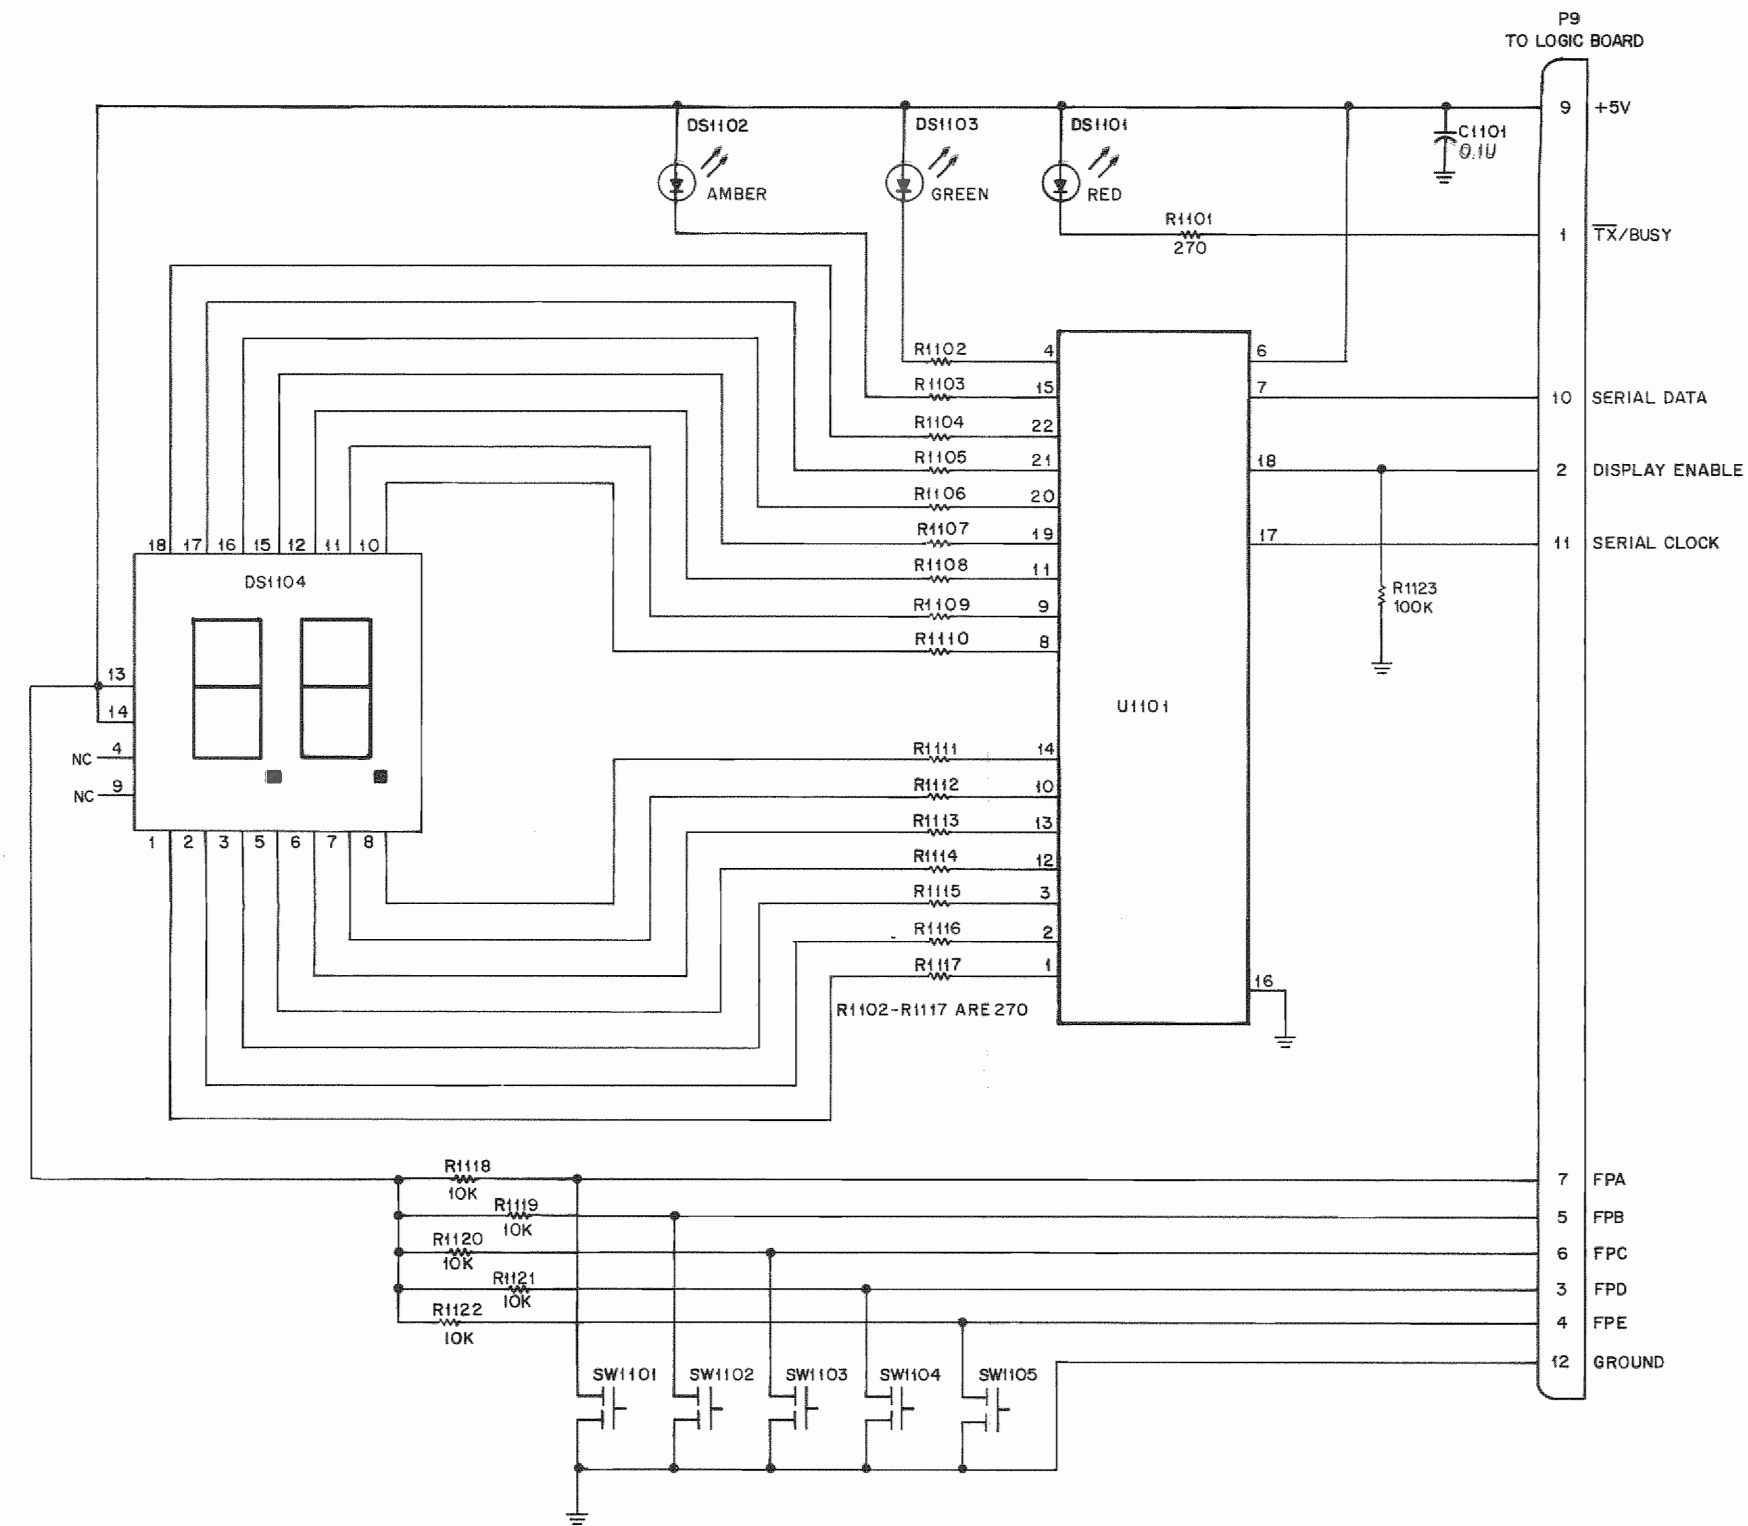 P9
TO LOGIC BOARD
9 +5V
DS1102
DS1103
DS1101
C1101
0.1U
AMBER
GREEN
RED
R1101
270
1 TX/BUSY
R1102 4
6
R1103 15
7
10 SERIAL DATA
R1104 22
R1105 21
18
2 DISPLAY ENABLE
R1106 20
R1107 19
17
11 SERIAL CLOCK
18 17 16 15 12 11 10
R1108 11
DS1104
R1123
100K
R1109 9
R1110 8
13
14
U1101
NC 4
NC 9
R1111 14
R1112 10
R1113 13
1 2 3 5 6 7 8
R1114 12
R1115 3
R1116 2
R1117 1
16
R1102-R1117 ARE 270
R1118
10K
7 FPA
R1119
10K
5 FPB
R1120
10K
6 FPC
R1121
10K
3 FPD
R1122
10K
4 FPE
12 GROUND
SW1101 SW1102 SW1103 SW1104 SW1105